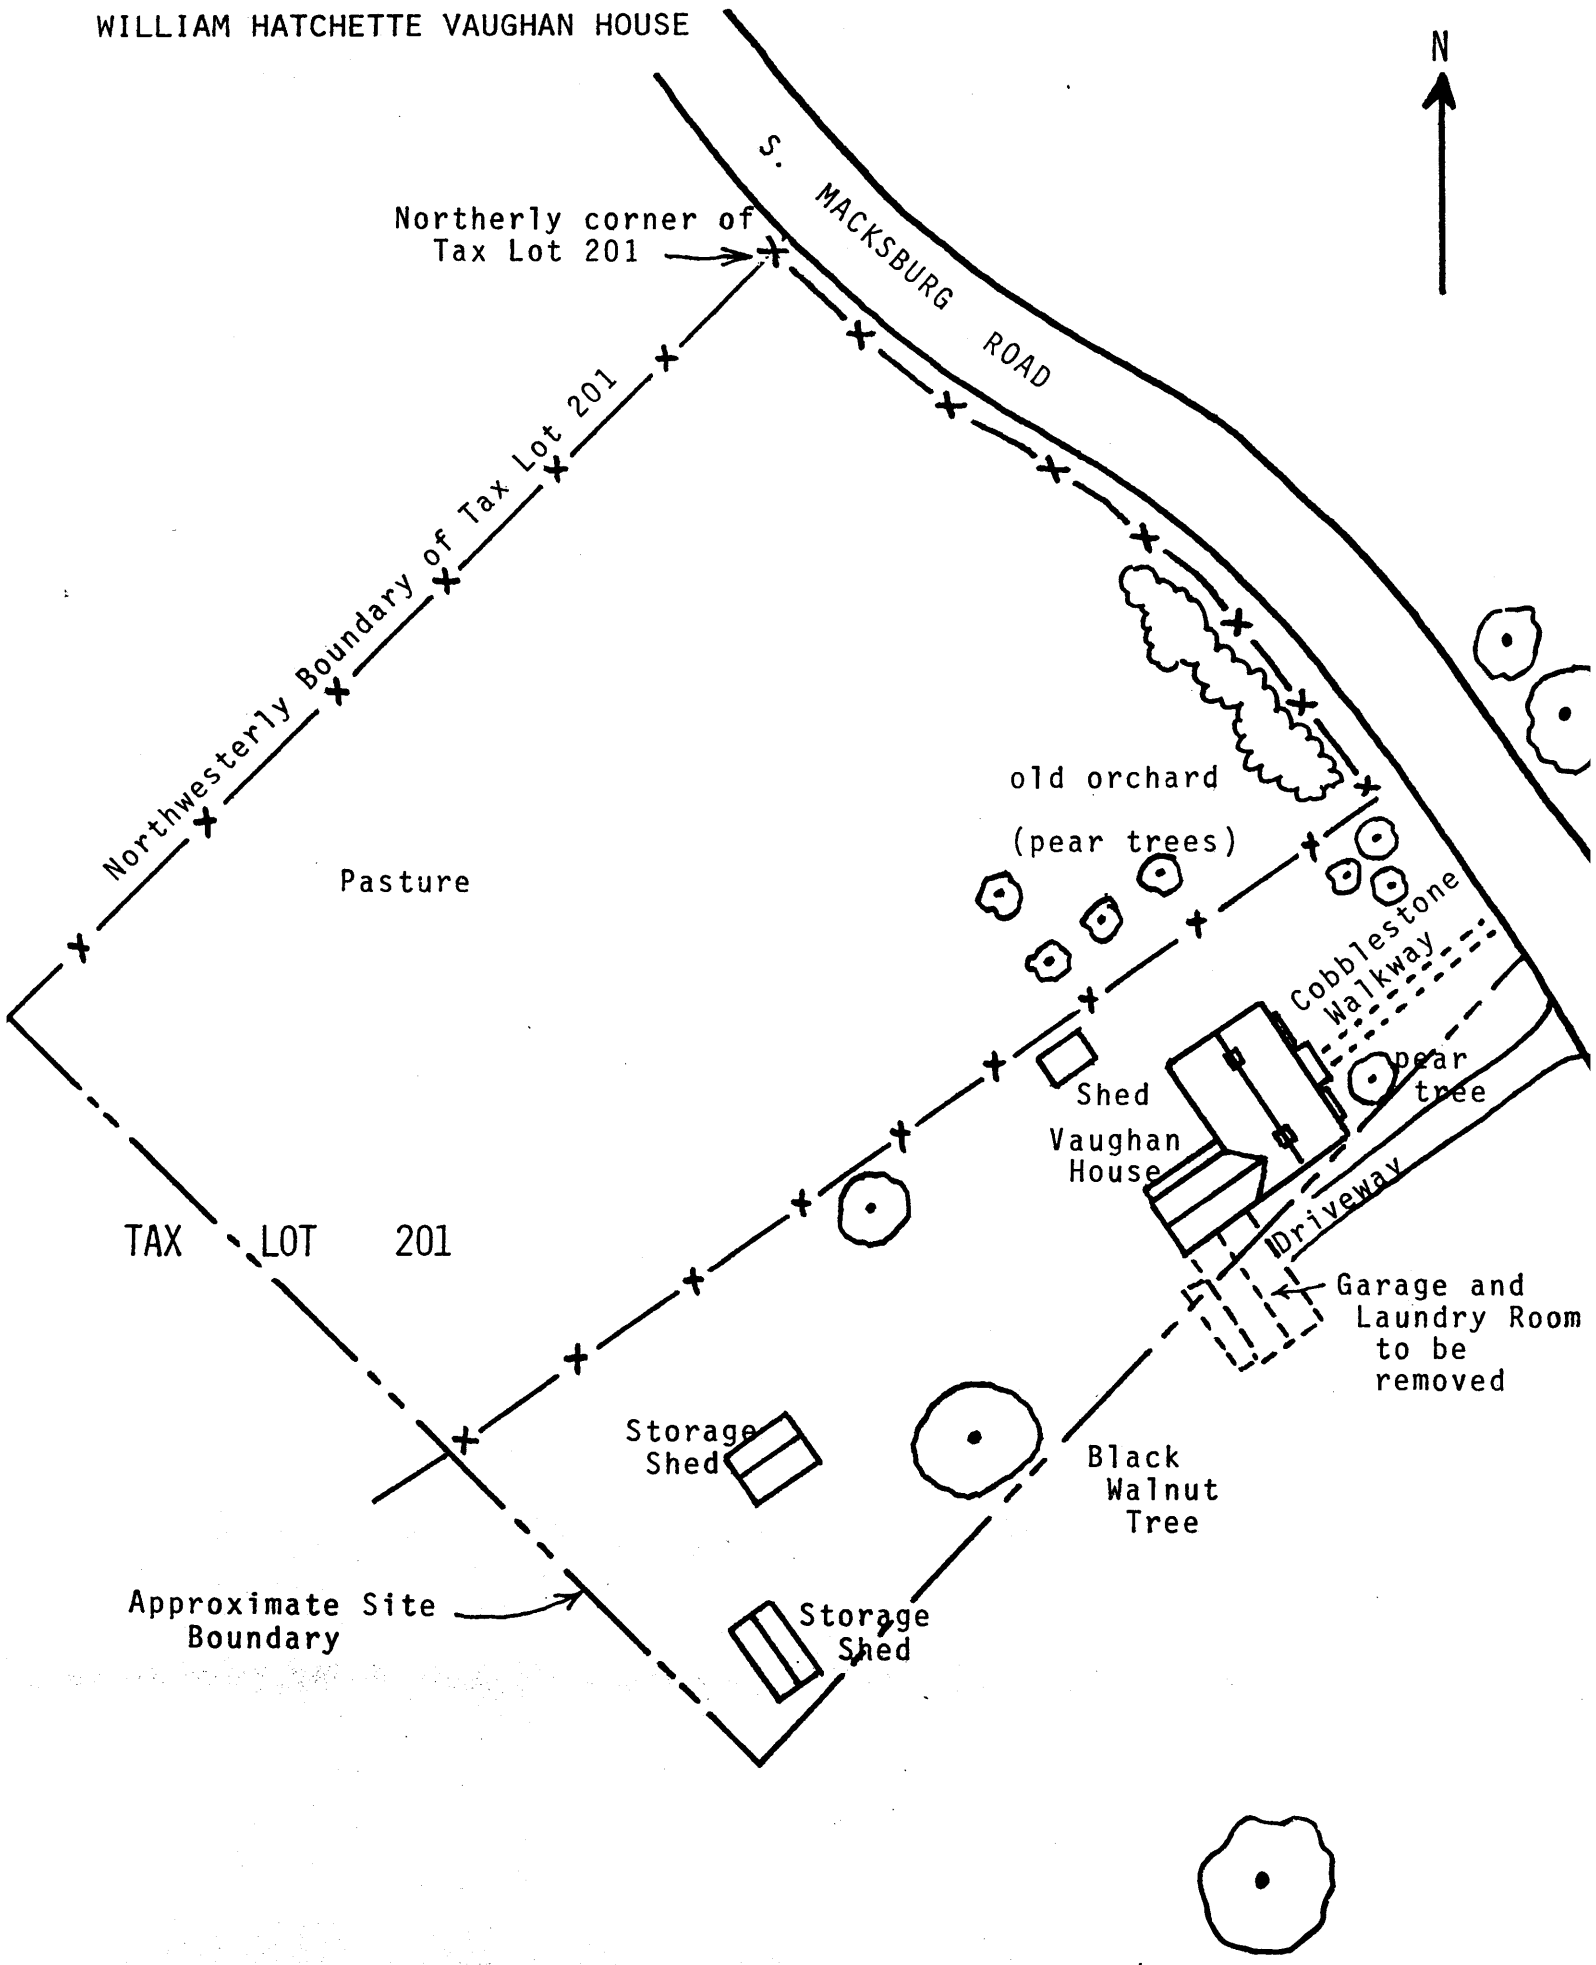 WILLIAM HATCHETTE VAUGHAN HOUSE
N
S. MACKSBURG ROAD
Northerly corner of
Tax Lot 201
Northwesterly Boundary of Tax Lot 201
old orchard
(pear trees)
Pasture
Cobblestone
Walkway
pear
tree
Shed
Vaughan
House
Driveway
TAX LOT 201
Garage and
Laundry Room
to be
removed
Storage
Shed
Black
Walnut
Tree
Approximate Site
Boundary
Storage
Shed